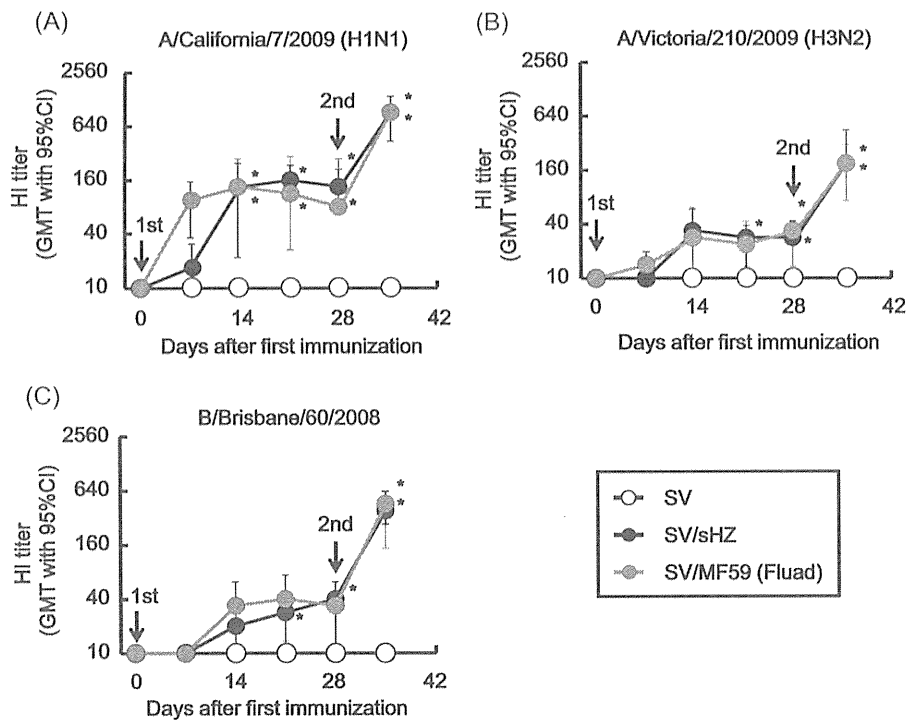 (A)
A/California/7/2009 (H1N1)
HI titer
(GMT with 95%CI)
2560
640
160
40
10
1st
2nd
*
*
*
*
*
*
*
*
0
14
28
42
Days after first immunization
(B)
A/Victoria/210/2009 (H3N2)
HI titer
(GMT with 95%CI)
2560
640
160
40
10
1st
2nd
*
*
*
*
*
0
14
28
42
Days after first immunization
(C)
B/Brisbane/60/2008
HI titer
(GMT with 95%CI)
2560
640
160
40
10
1st
2nd
*
*
*
*
0
14
28
42
Days after first immunization
SV
SV/sHZ
SV/MF59 (Fluad)